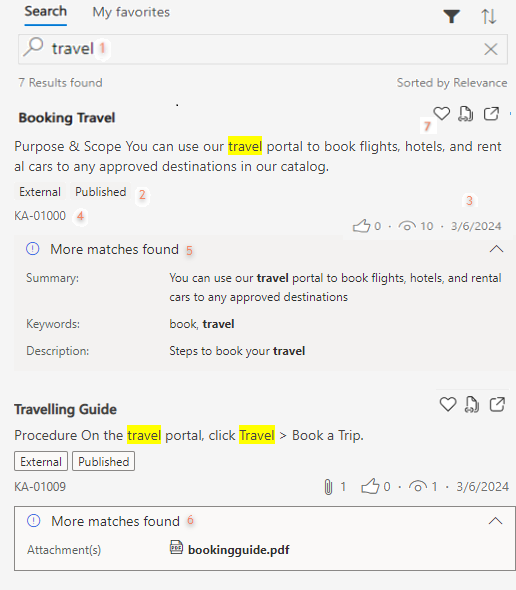 Search My favorites
travel 1
7 Results found Sorted by Relevance
Booking Travel
7
Purpose & Scope You can use our travel portal to book flights, hotels, and rent
al cars to any approved destinations in our catalog.
External Published 2
3
KA-01000 4
0 · 10 · 3/6/2024
More matches found 5
Summary: You can use our travel portal to book flights, hotels, and rental
cars to any approved destinations
Keywords: book, travel
Description: Steps to book your travel
Travelling Guide
Procedure On the travel portal, click Travel > Book a Trip.
External Published
KA-01009 1 · 0 · 1 · 3/6/2024
More matches found 6
Attachment(s) PDF bookingguide.pdf